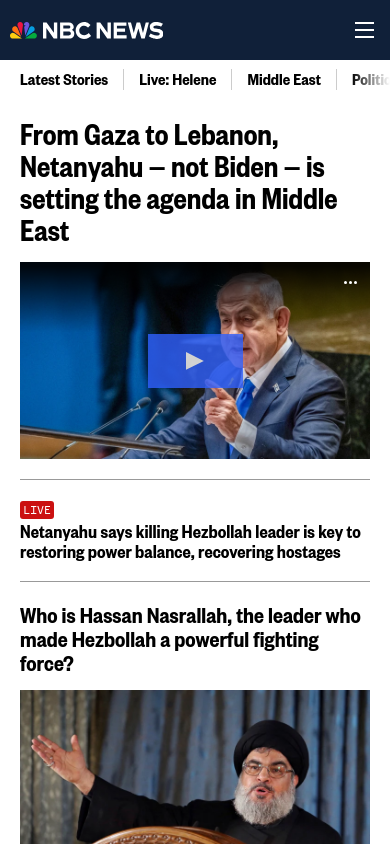 NBC NEWS
Latest Stories
Live: Helene
Middle East
From Gaza to Lebanon,
Netanyahu – not Biden – is
setting the agenda in Middle
East
LIVE
Netanyahu says killing Hezbollah leader is key to
restoring power balance, recovering hostages
Who is Hassan Nasrallah, the leader who
made Hezbollah a powerful fighting
force?